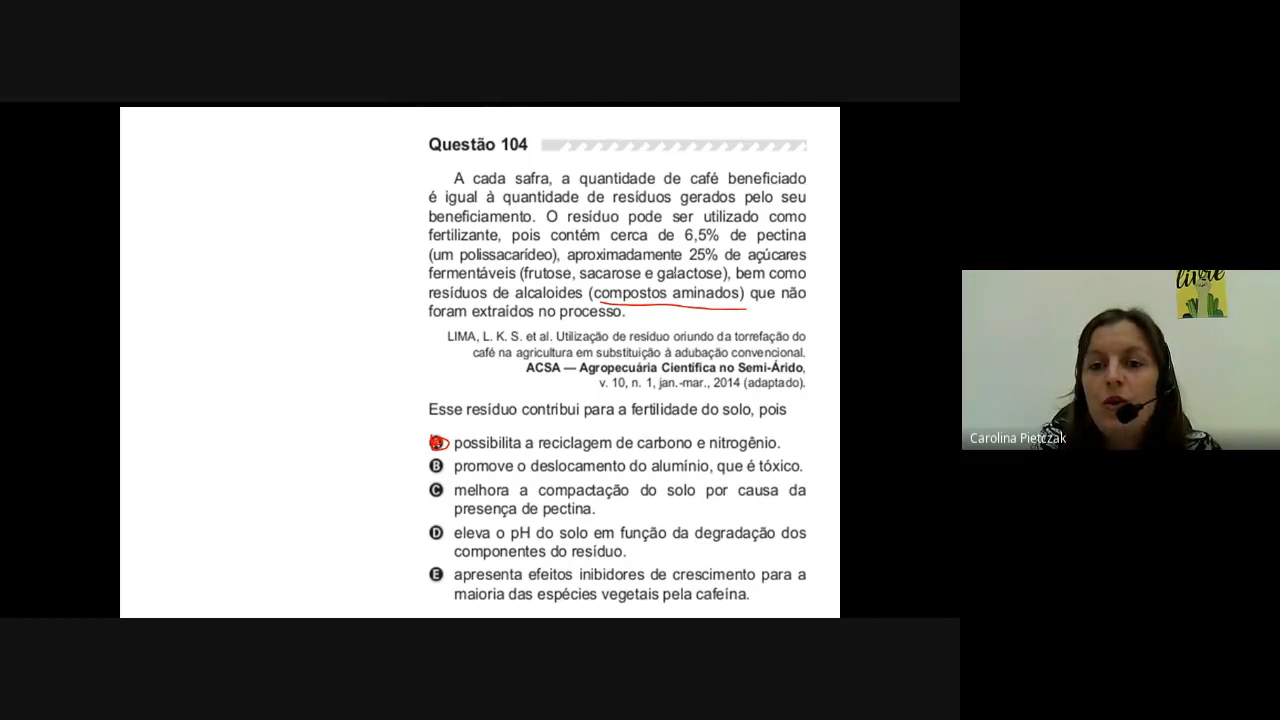 Questão 104
A cada safra, a quantidade de café beneficiado
é igual à quantidade de resíduos gerados pelo seu
beneficiamento. O resíduo pode ser utilizado como
fertilizante, pois contém cerca de 6,5% de pectina
(um polissacarídeo), aproximadamente 25% de açúcares
fermentáveis (frutose, sacarose e galactose), bem como
resíduos de alcaloides (compostos aminados) que não
foram extraídos no processo.
LIMA, L. K. S. et al. Utilização de resíduo oriundo da torrefação do
café na agricultura em substituição à adubação convencional.
ACSA — Agropecuária Científica no Semi-Árido,
v. 10, n. 1, jan.-mar., 2014 (adaptado).
Esse resíduo contribui para a fertilidade do solo, pois
A possibilita a reciclagem de carbono e nitrogênio.
B promove o deslocamento do alumínio, que é tóxico.
C melhora a compactação do solo por causa da
presença de pectina.
D eleva o pH do solo em função da degradação dos
componentes do resíduo.
E apresenta efeitos inibidores de crescimento para a
maioria das espécies vegetais pela cafeína.
livre
Carolina Pietczak